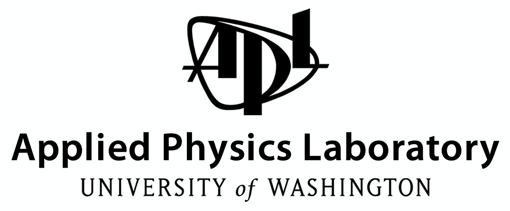 APL
Applied Physics Laboratory
UNIVERSITY of WASHINGTON